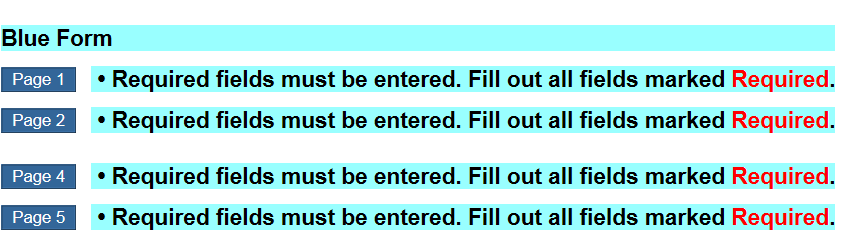 Blue Form
Page 1 • Required fields must be entered. Fill out all fields marked Required.
Page 2 • Required fields must be entered. Fill out all fields marked Required.
Page 4 • Required fields must be entered. Fill out all fields marked Required.
Page 5 • Required fields must be entered. Fill out all fields marked Required.